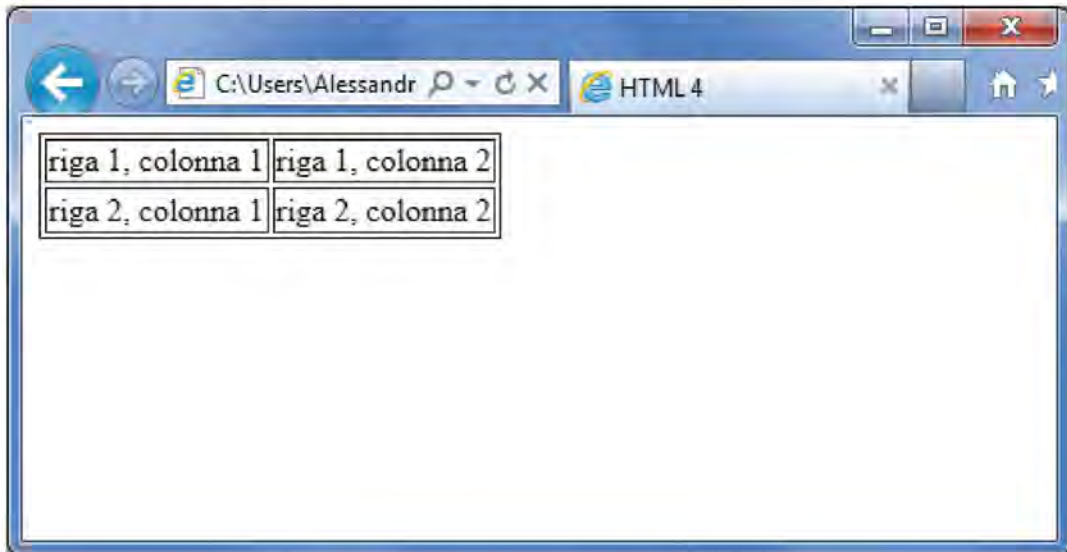 C:\Users\Alessandr
HTML 4
riga 1, colonna 1 riga 1, colonna 2
riga 2, colonna 1 riga 2, colonna 2